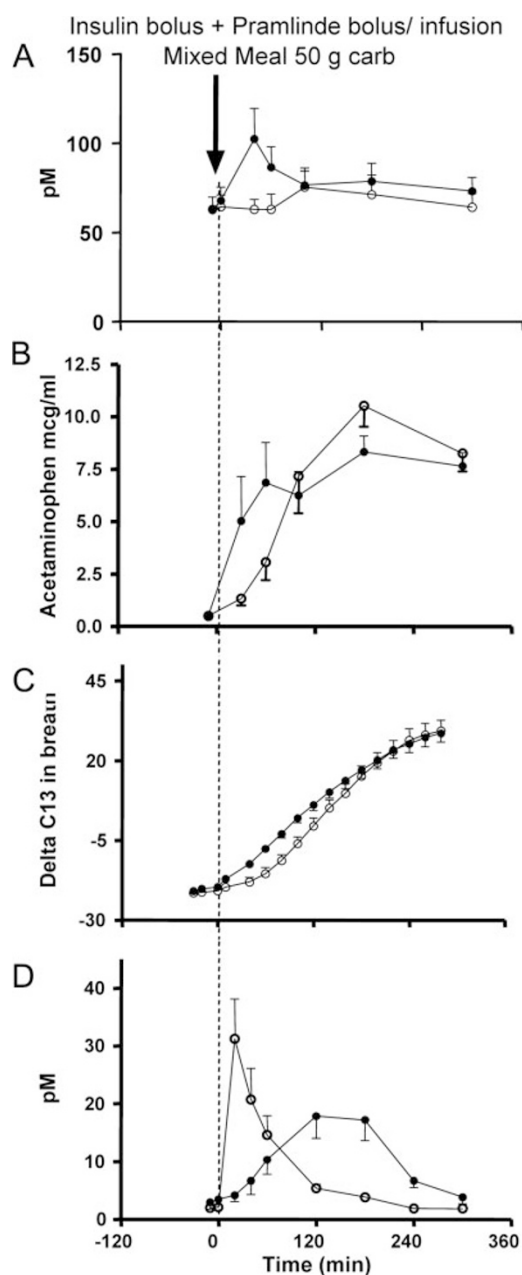 Insulin bolus + Pramlinde bolus/ infusion
Mixed Meal 50 g carb
A
150
100
50
0
pM
B
12.5
10.0
7.5
5.0
2.5
0.0
Acetaminophen mcg/ml
C
45
20
-5
-30
Delta C13 in breath
D
40
30
20
10
0
pM
-120 0 120 240 360
Time (min)